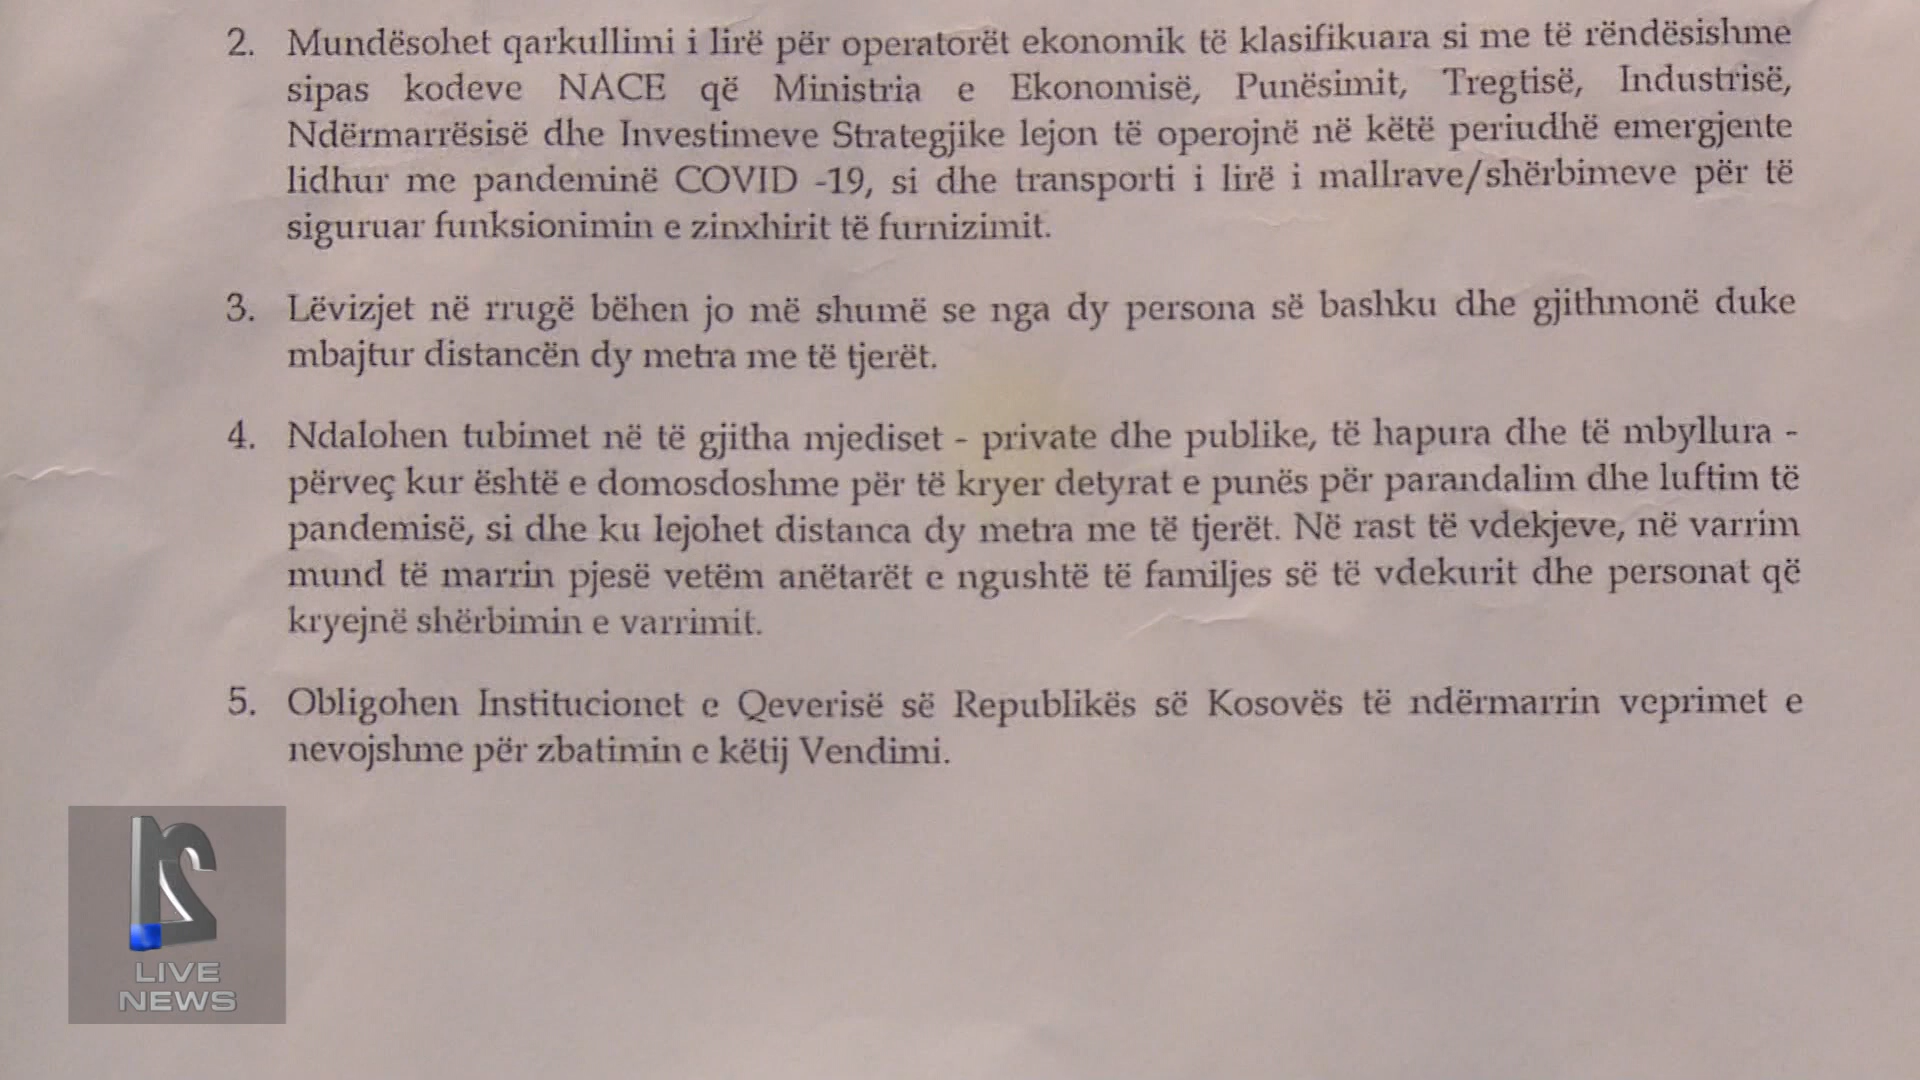 2. Mundësohet qarkullimi i lirë për operatorët ekonomik të klasifikuara si me të rëndësishme
sipas kodeve NACE që Ministria e Ekonomisë, Punësimit, Tregtisë, Industrisë,
Ndërmarrësisë dhe Investimeve Strategjike lejon të operojnë në këtë periudhë emergjente
lidhur me pandeminë COVID -19, si dhe transporti i lirë i mallrave/shërbimeve për të
siguruar funksionimin e zinxhirit të furnizimit.
3. Lëvizjet në rrugë bëhen jo më shumë se nga dy persona së bashku dhe gjithmonë duke
mbajtur distancën dy metra me të tjerët.
4. Ndalohen tubimet në të gjitha mjediset - private dhe publike, të hapura dhe të mbyllura -
përveç kur është e domosdoshme për të kryer detyrat e punës për parandalim dhe luftim të
pandemisë, si dhe ku lejohet distanca dy metra me të tjerët. Në rast të vdekjeve, në varrim
mund të marrin pjesë vetëm anëtarët e ngushtë të familjes së të vdekurit dhe personat që
kryejnë shërbimin e varrimit.
5. Obligohen Institucionet e Qeverisë së Republikës së Kosovës të ndërmarrin veprimet e
nevojshme për zbatimin e këtij Vendimi.
21
LIVE
NEWS